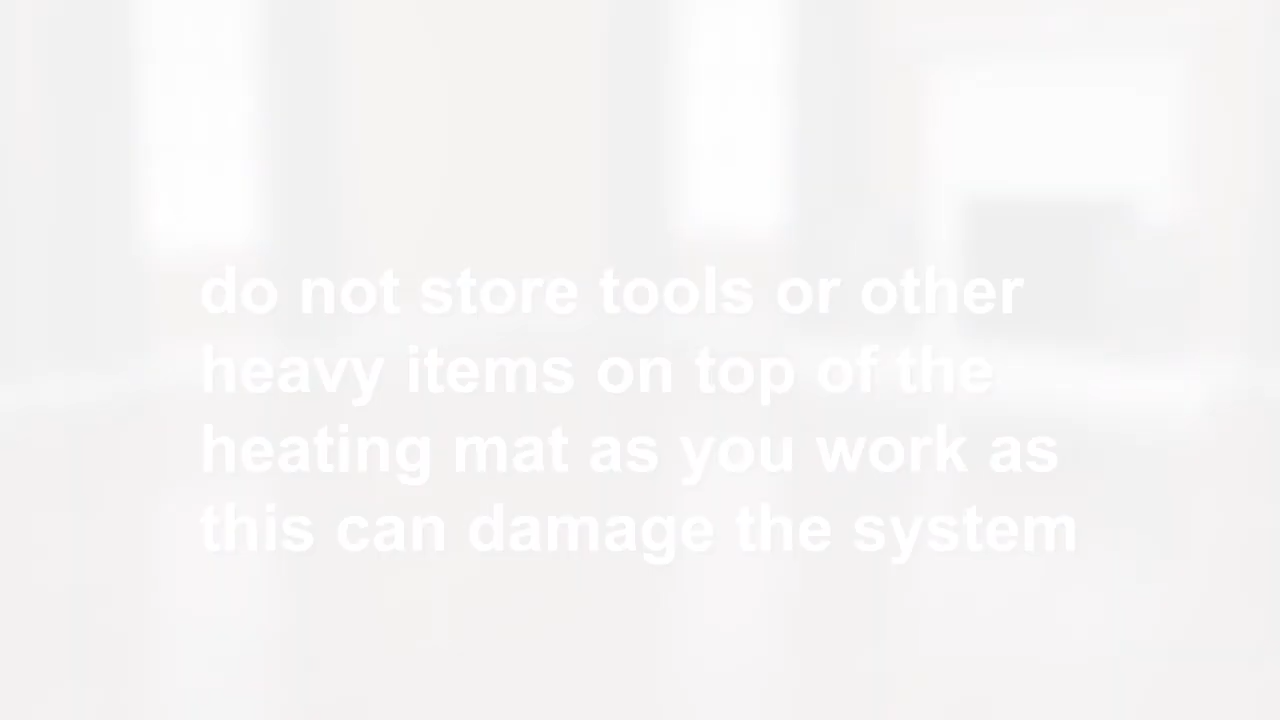 do not store tools or other
heavy items on top of the
heating mat as you work as
this can damage the system